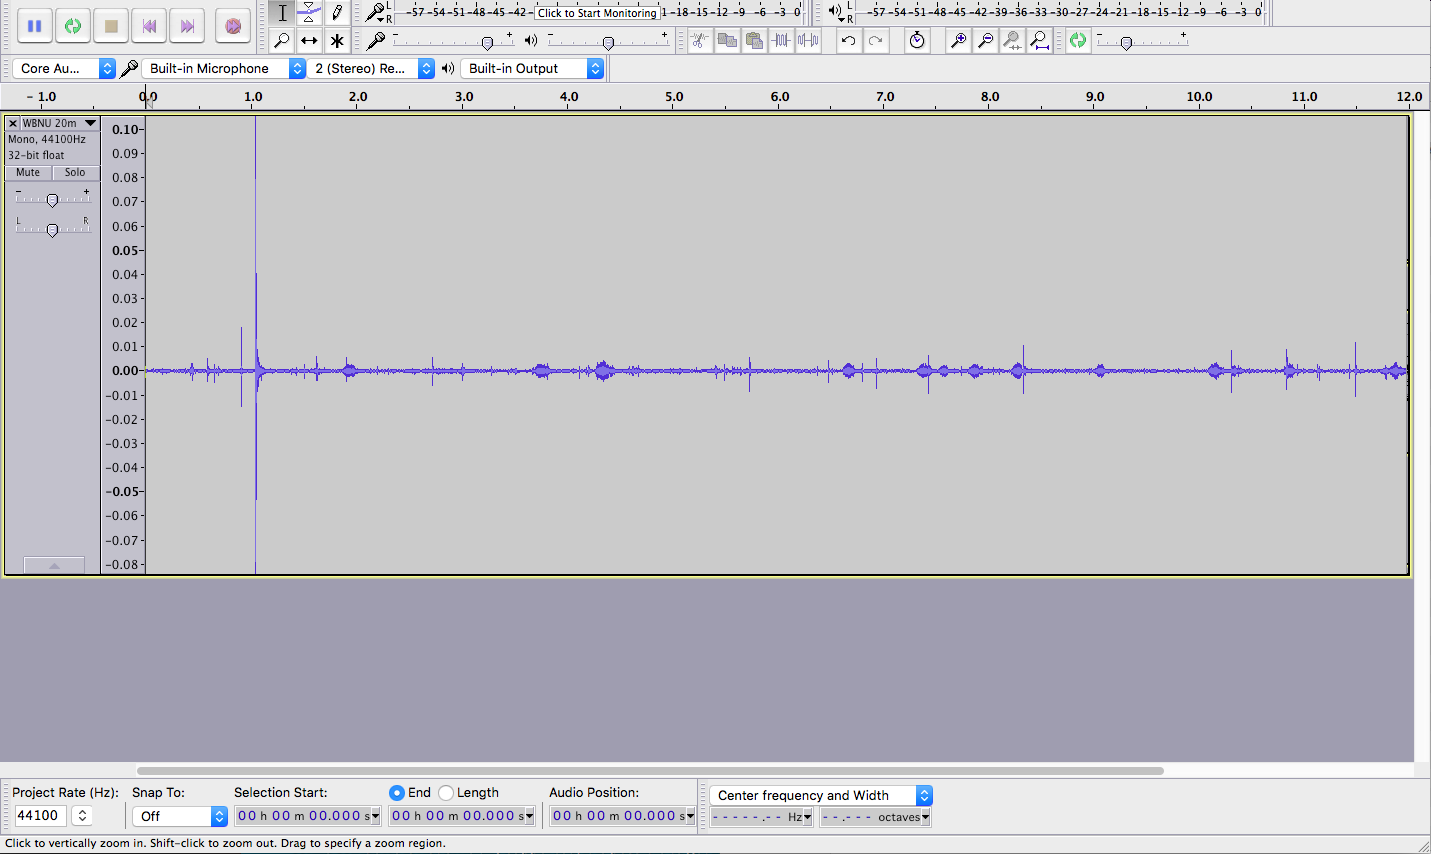 L
R
-57 -54 -51 -48 -45 -42 Click to Start Monitoring 1 -18 -15 -12 -9 -6 -3 0
L
R
-57 -54 -51 -48 -45 -42 -39 -36 -33 -30 -27 -24 -21 -18 -15 -12 -9 -6 -3 0
- + - + - +
Core Au... Built-in Microphone 2 (Stereo) Re... Built-in Output
- 1.0 0.0 1.0 2.0 3.0 4.0 5.0 6.0 7.0 8.0 9.0 10.0 11.0 12.0
WBNU 20m
Mono, 44100Hz
32-bit float
Mute Solo
- +
L R
0.10
0.09
0.08
0.07
0.06
0.05
0.04
0.03
0.02
0.01
0.00
-0.01
-0.02
-0.03
-0.04
-0.05
-0.06
-0.07
-0.08
Project Rate (Hz): Snap To: Selection Start: End Length Audio Position:
44100 Off 00 h 00 m 00.000 s 00 h 00 m 00.000 s 00 h 00 m 00.000 s
Center frequency and Width
-----.-- Hz --.--- octaves
Click to vertically zoom in. Shift-click to zoom out. Drag to specify a zoom region.